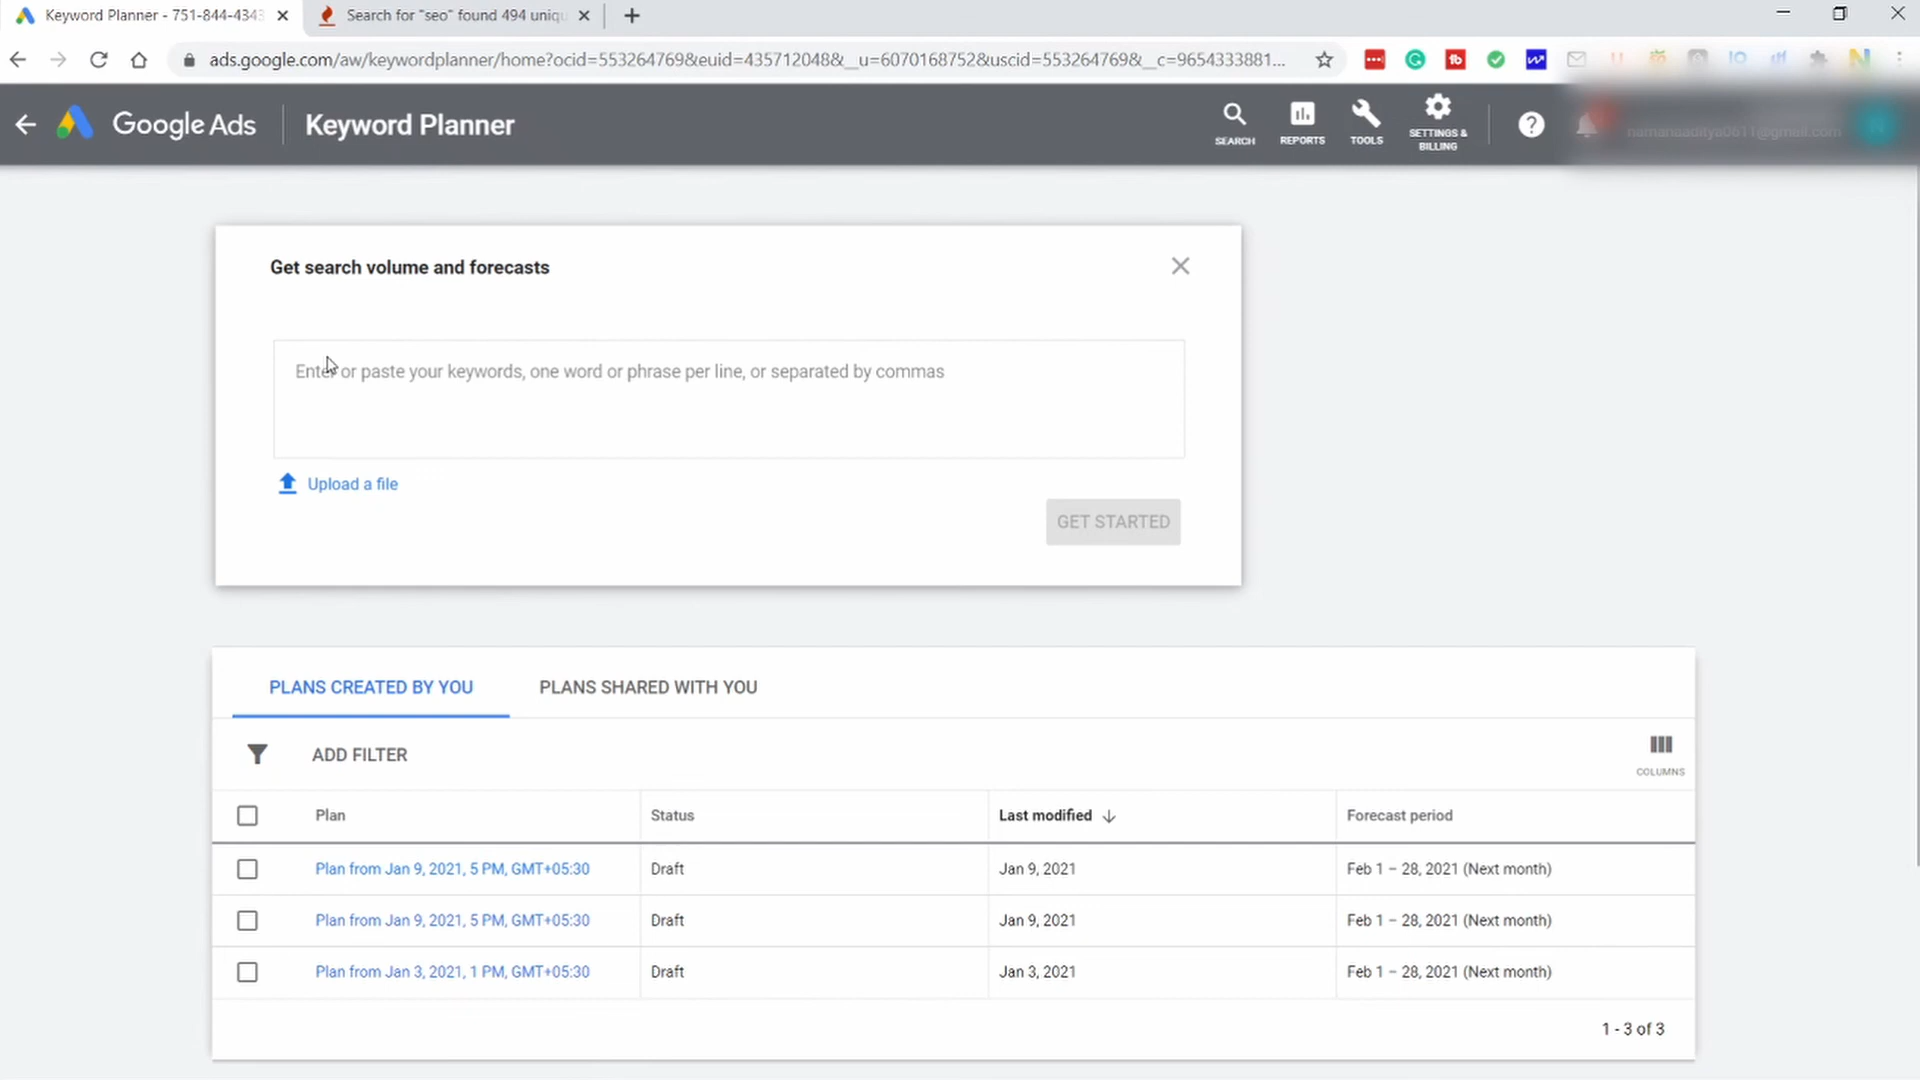 Keyword Planner - 751-844-4343
Search for "seo" found 494 uniqu
ads.google.com/aw/keywordplanner/home?ocid=553264769&euid=435712048&__u=6070168752&uscid=553264769&__c=9654333881...
Google Ads
Keyword Planner
SEARCH
REPORTS
TOOLS
SETTINGS &
BILLING
Get search volume and forecasts
Enter or paste your keywords, one word or phrase per line, or separated by commas
Upload a file
GET STARTED
PLANS CREATED BY YOU
PLANS SHARED WITH YOU
ADD FILTER
COLUMNS
Plan
Status
Last modified
Forecast period
Plan from Jan 9, 2021, 5 PM, GMT+05:30
Draft
Jan 9, 2021
Feb 1 – 28, 2021 (Next month)
Plan from Jan 9, 2021, 5 PM, GMT+05:30
Draft
Jan 9, 2021
Feb 1 – 28, 2021 (Next month)
Plan from Jan 3, 2021, 1 PM, GMT+05:30
Draft
Jan 3, 2021
Feb 1 – 28, 2021 (Next month)
1 - 3 of 3